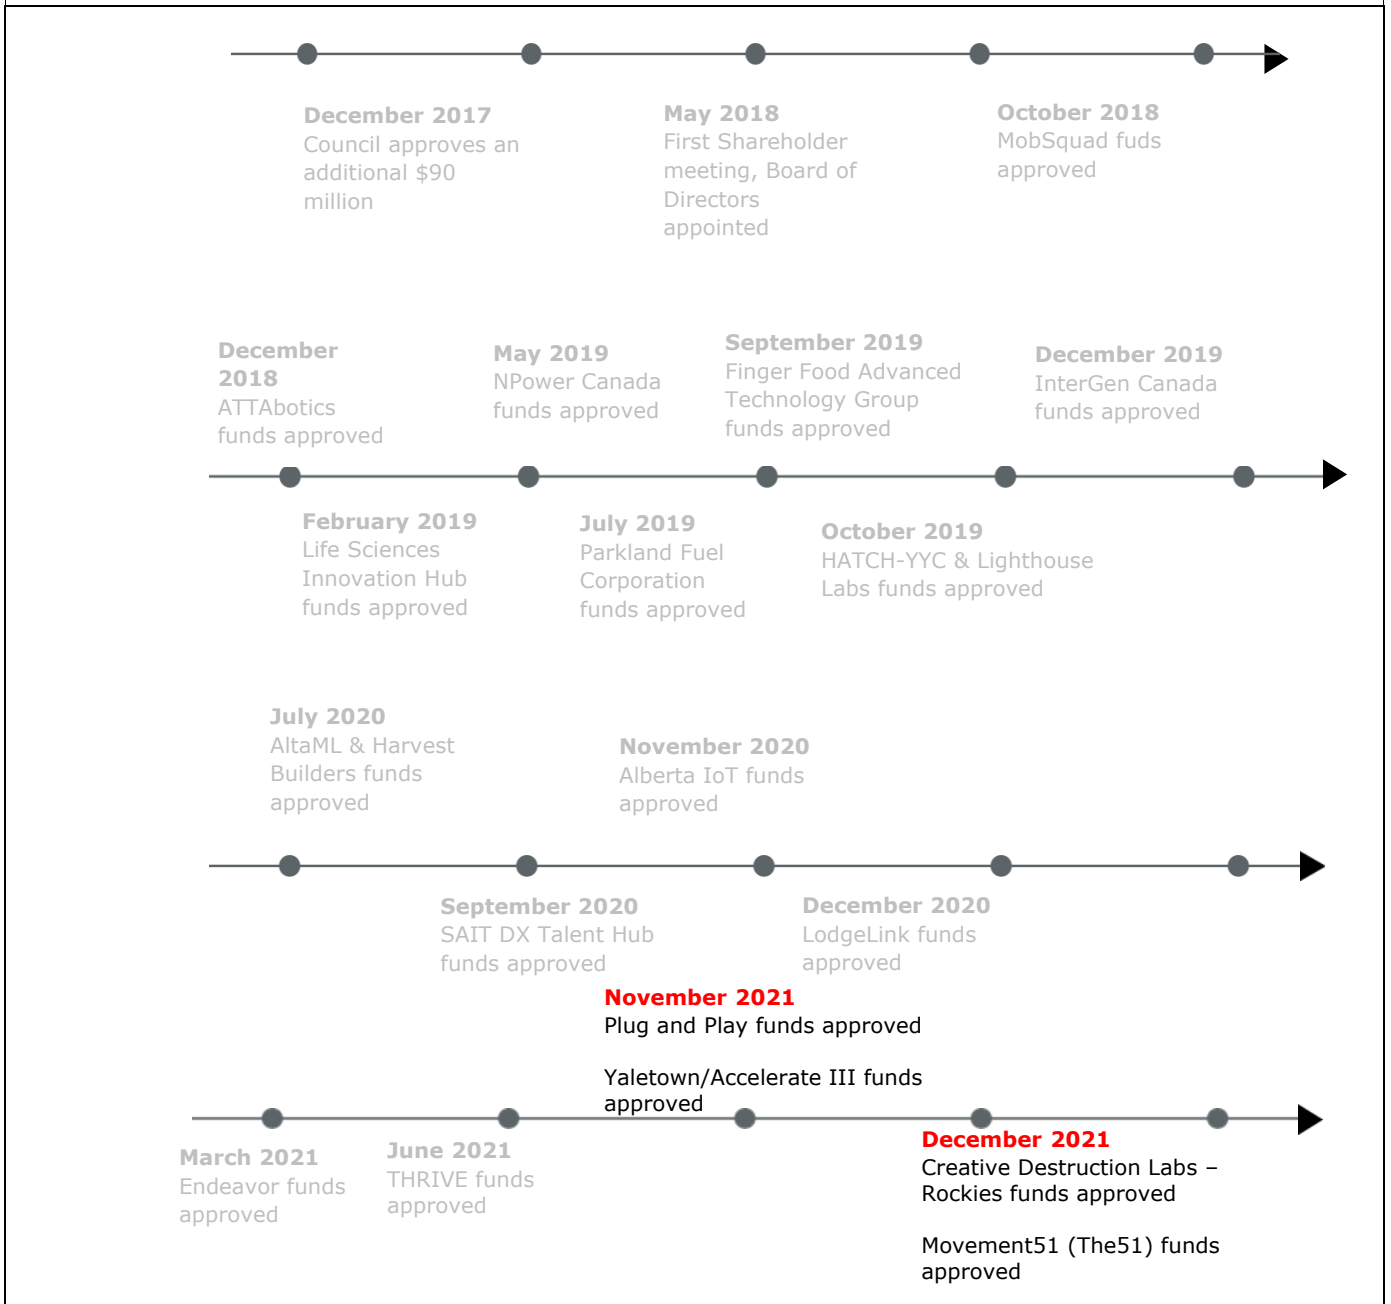 December 2017
Council approves an
additional $90
million
May 2018
First Shareholder
meeting, Board of
Directors
appointed
October 2018
MobSquad fuds
approved
December
2018
ATTAbotics
funds approved
May 2019
NPower Canada
funds approved
September 2019
Finger Food Advanced
Technology Group
funds approved
December 2019
InterGen Canada
funds approved
February 2019
Life Sciences
Innovation Hub
funds approved
July 2019
Parkland Fuel
Corporation
funds approved
October 2019
HATCH-YYC & Lighthouse
Labs funds approved
July 2020
AltaML & Harvest
Builders funds
approved
November 2020
Alberta IoT funds
approved
September 2020
SAIT DX Talent Hub
funds approved
December 2020
LodgeLink funds
approved
November 2021
Plug and Play funds approved
Yaletown/Accelerate III funds
approved
March 2021
Endeavor funds
approved
June 2021
THRIVE funds
approved
December 2021
Creative Destruction Labs –
Rockies funds approved
Movement51 (The51) funds
approved